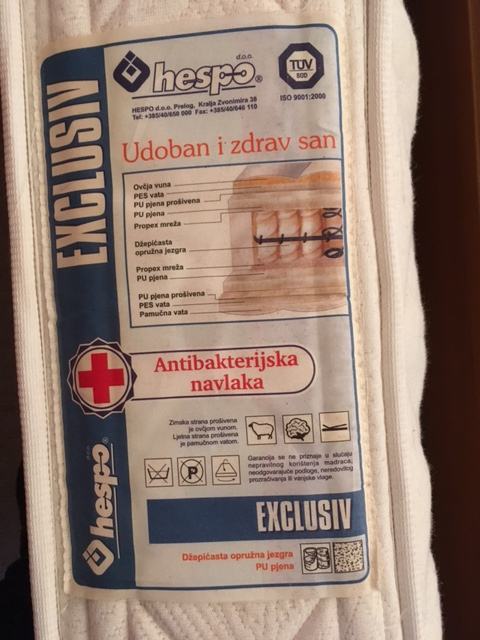 EXCLUSIV
d.o.o.
hespo®
TÜV
SÜD
ISO 9001:2000
HESPO d.o.o. Prelog, Kralja Zvonimira 38
Tel: +385/40/650 000 Fax: +385/40/646 110
Udoban i zdrav san
Ovčja vuna
PES vata
PU pjena prošivena
PU pjena
Propex mreža
Džepičasta
opružna jezgra
Propex mreža
PU pjena
PU pjena prošivena
PES vata
Pamučna vata
Antibakterijska
navlaka
Zimska strana prošivena
je ovčjom vunom.
Ljetna strana prošivena
je pamučnom vatom.
P
Garancija se ne priznaje u slučaju
nepravilnog korištenja madraca,
neodgovarajuće podloge, neredovitog
prozračivanja ili vanjske vlage.
d.o.o.
hespo®
EXCLUSIV
Džepičasta opružna jezgra
PU pjena